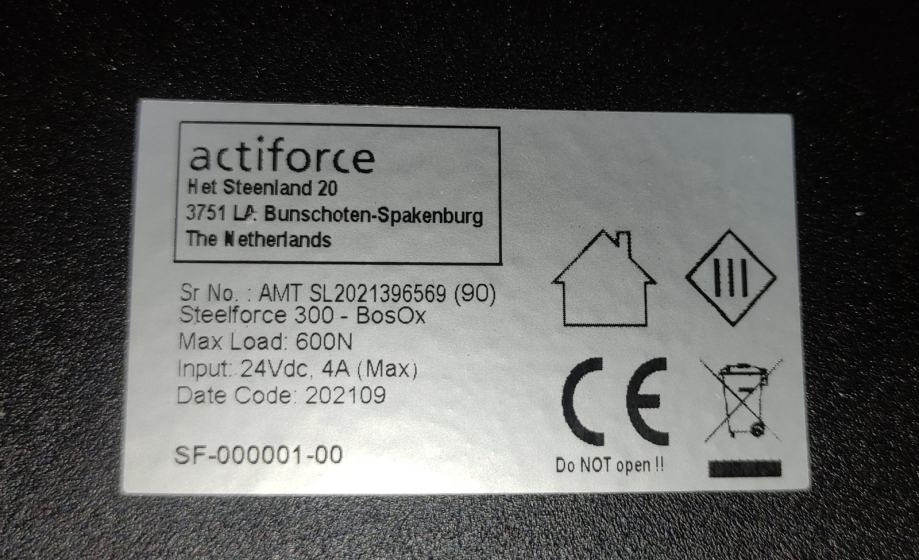 actiforce
Het Steenland 20
3751 LA Bunschoten-Spakenburg
The Netherlands
Sr No. : AMT SL2021396569 (90)
Steelforce 300 - BosOx
Max Load: 600N
Input: 24Vdc, 4A (Max)
Date Code: 202109
SF-000001-00
III
CE
Do NOT open !!